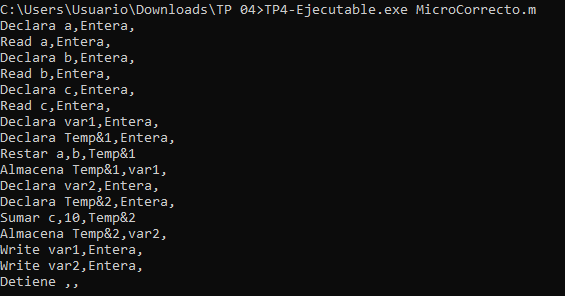 C:\Users\Usuario\Downloads\TP 04>TP4-Ejecutable.exe MicroCorrecto.m
Declara a,Entera,
Read a,Entera,
Declara b,Entera,
Read b,Entera,
Declara c,Entera,
Read c,Entera,
Declara var1,Entera,
Declara Temp&1,Entera,
Restar a,b,Temp&1
Almacena Temp&1,var1,
Declara var2,Entera,
Declara Temp&2,Entera,
Sumar c,10,Temp&2
Almacena Temp&2,var2,
Write var1,Entera,
Write var2,Entera,
Detiene ,,